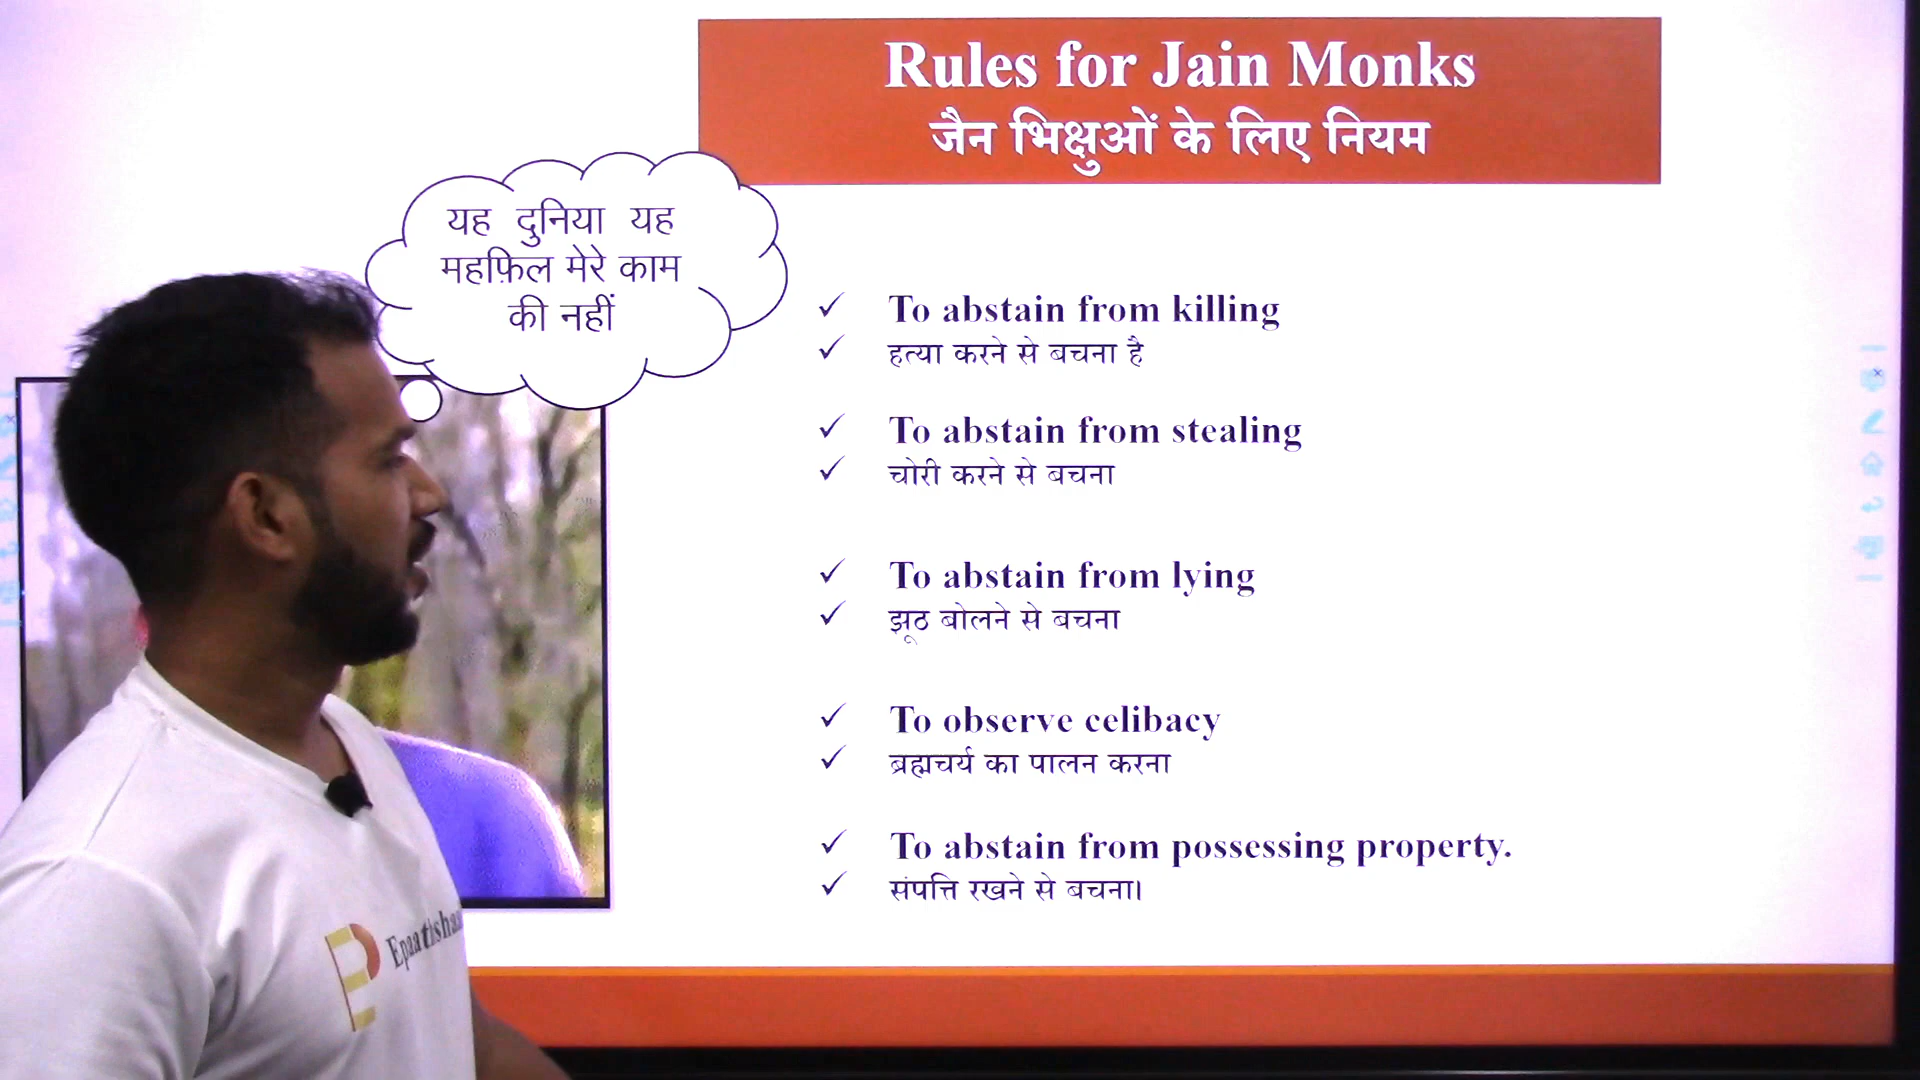 Rules for Jain Monks
जैन भिक्षुओं के लिए नियम
यह दुनिया यह
महफ़िल मेरे काम
की नहीं
✓ To abstain from killing
✓ हत्या करने से बचना है
✓ To abstain from stealing
✓ चोरी करने से बचना
✓ To abstain from lying
✓ झूठ बोलने से बचना
✓ To observe celibacy
✓ ब्रह्मचर्य का पालन करना
✓ To abstain from possessing property.
✓ संपत्ति रखने से बचना।